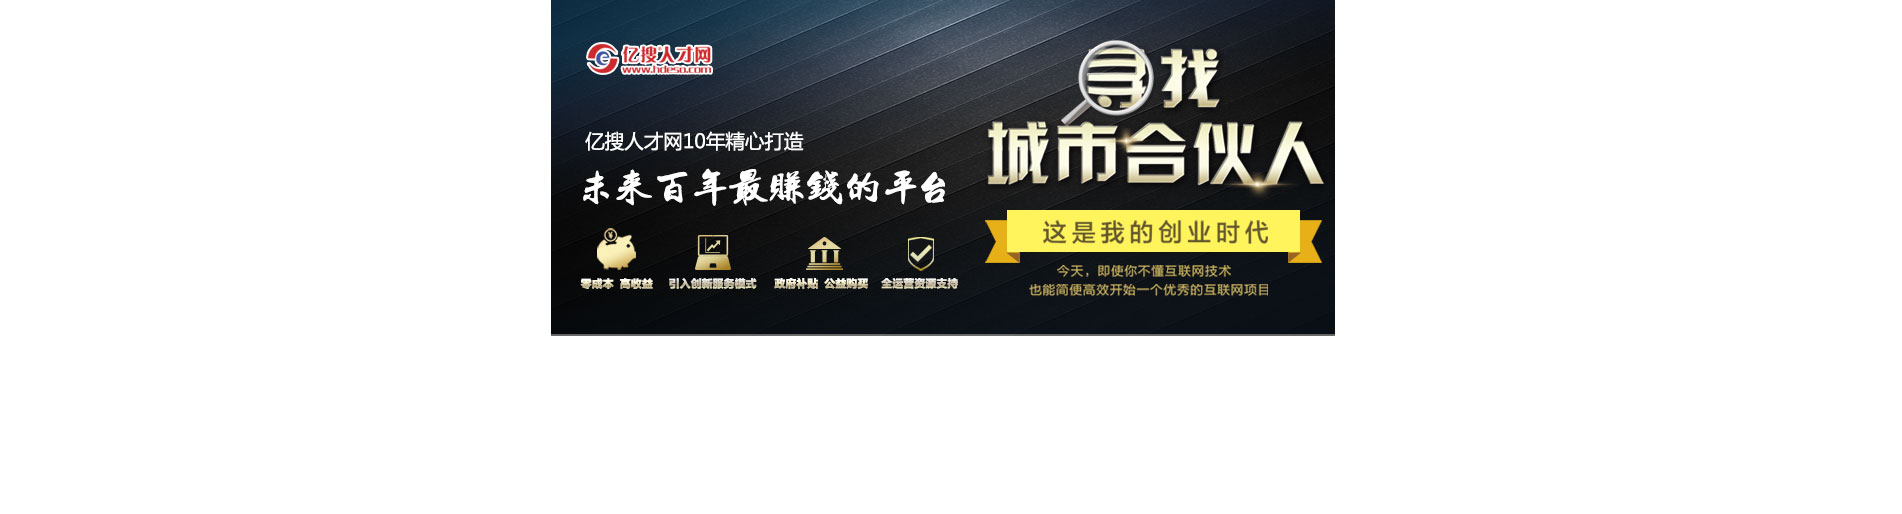 亿搜人才网
www.hdeso.com
亿搜人才网10年精心打造
未来百年最賺錢的平台
零成本 高收益
引入创新服务模式
政府补贴 公益购买
全运营资源支持
寻找
城市合伙人
这是我的创业时代
今天，即使你不懂互联网技术
也能简便高效开始一个优秀的互联网项目